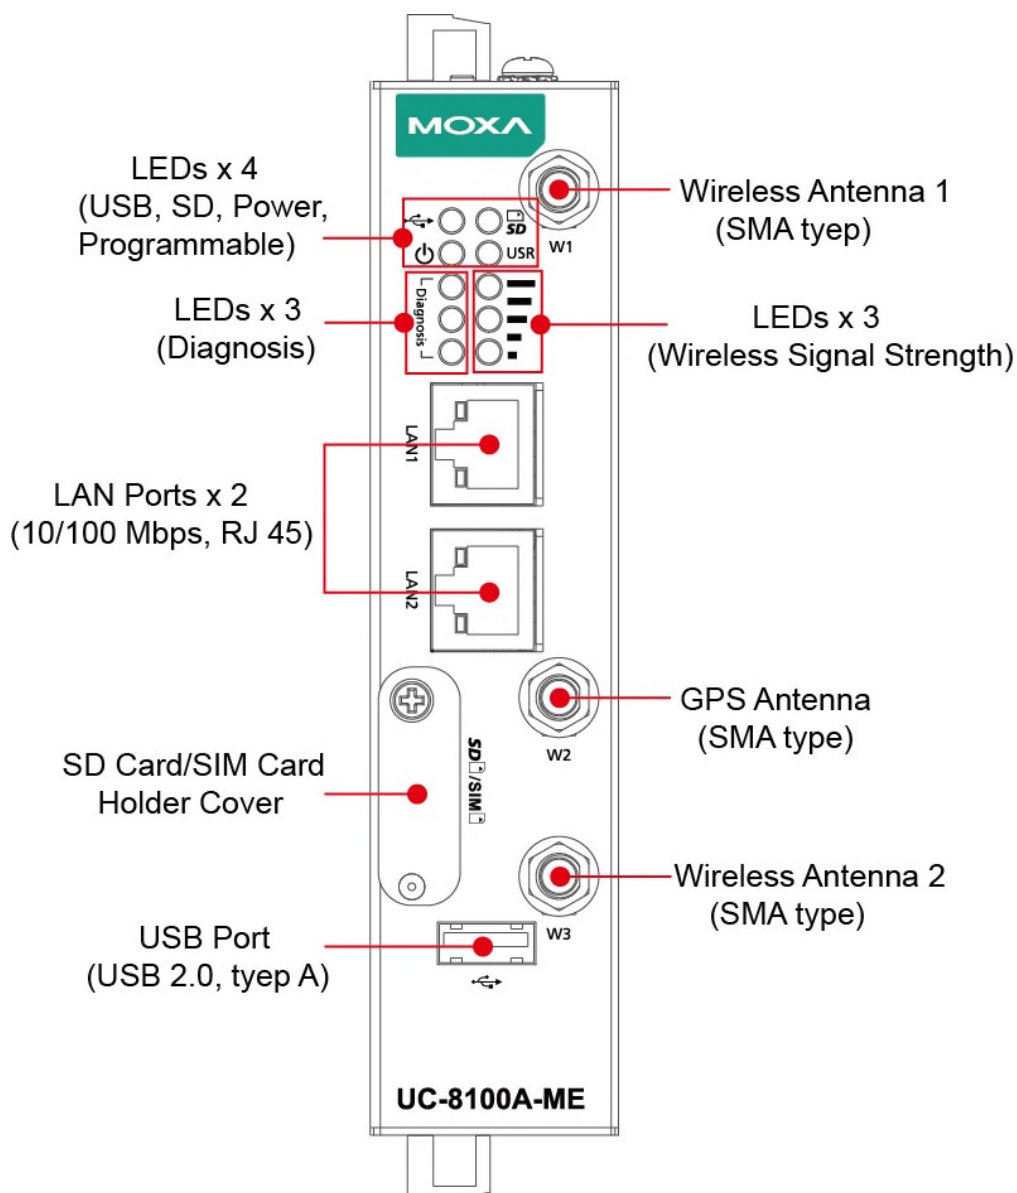 MOXA
LEDs x 4
(USB, SD, Power,
Programmable)
Wireless Antenna 1
(SMA tyep)
SD
USR
W1
LEDs x 3
(Diagnosis)
Diagnosis
LEDs x 3
(Wireless Signal Strength)
LAN1
LAN Ports x 2
(10/100 Mbps, RJ 45)
LAN2
GPS Antenna
(SMA type)
W2
SD Card/SIM Card
Holder Cover
SD/SIM
Wireless Antenna 2
(SMA type)
W3
USB Port
(USB 2.0, tyep A)
UC-8100A-ME